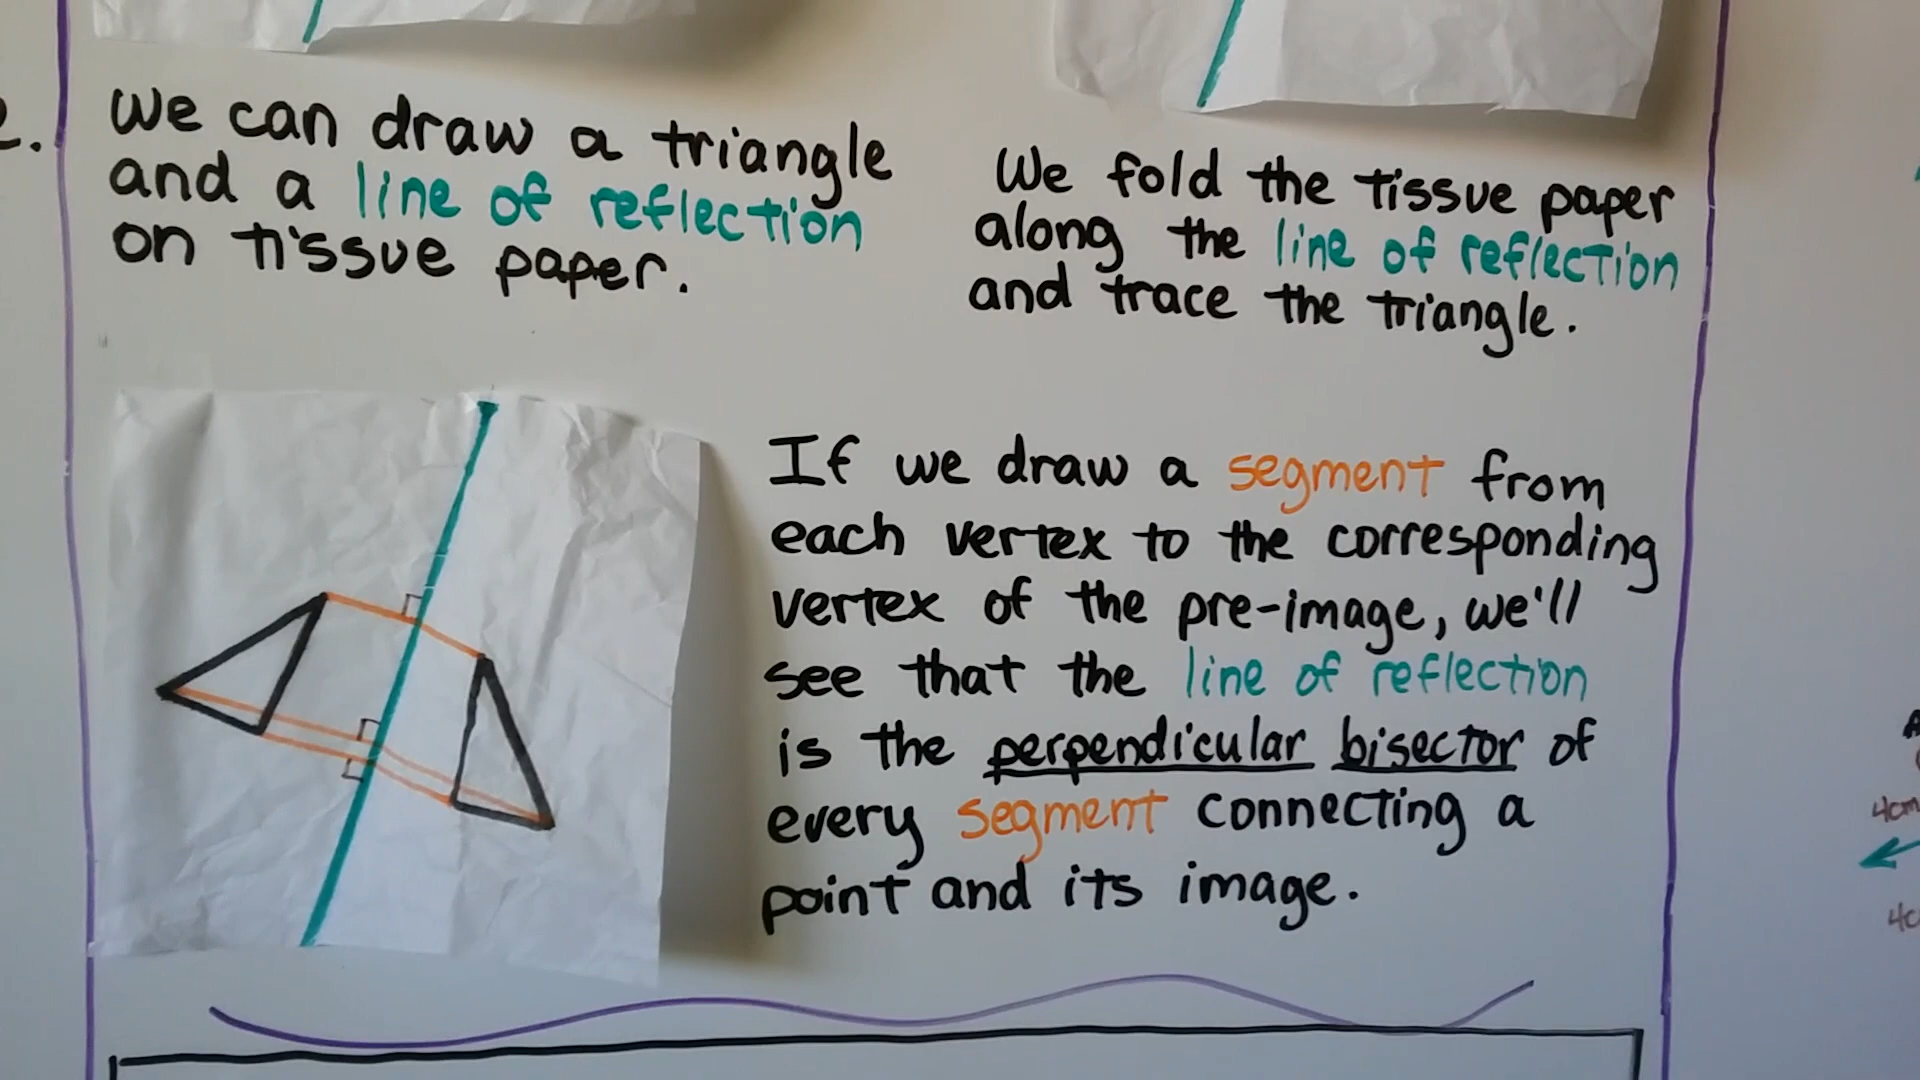 2.
We can draw a triangle
and a line of reflection
on tissue paper.
We fold the tissue paper
along the line of reflection
and trace the triangle.
If we draw a segment from
each vertex to the corresponding
vertex of the pre-image, we'll
see that the line of reflection
is the perpendicular bisector of
every segment connecting a
point and its image.
4cm